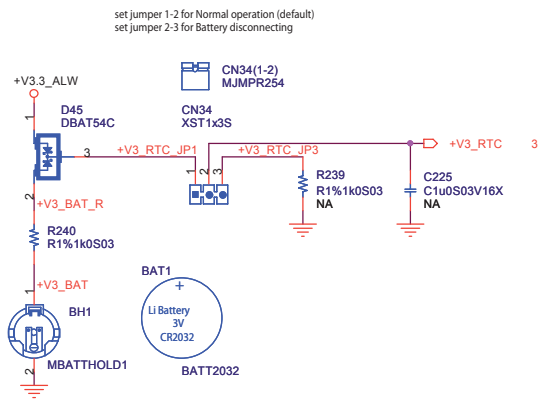 set jumper 1-2 for Normal operation (default)
set jumper 2-3 for Battery disconnecting
CN34(1-2)
MJMPR254
+V3.3_ALW
D45
DBAT54C
CN34
XST1x3S
1
3
2
+V3_RTC_JP1
+V3_RTC_JP3
1
2
3
+V3_RTC
3
R239
R1%1k0S03
NA
C225
C1u0S03V16X
NA
+V3_BAT_R
R240
R1%1k0S03
+V3_BAT
1
BH1
2
MBATTHOLD1
BAT1
+
Li Battery
3V
CR2032
BATT2032